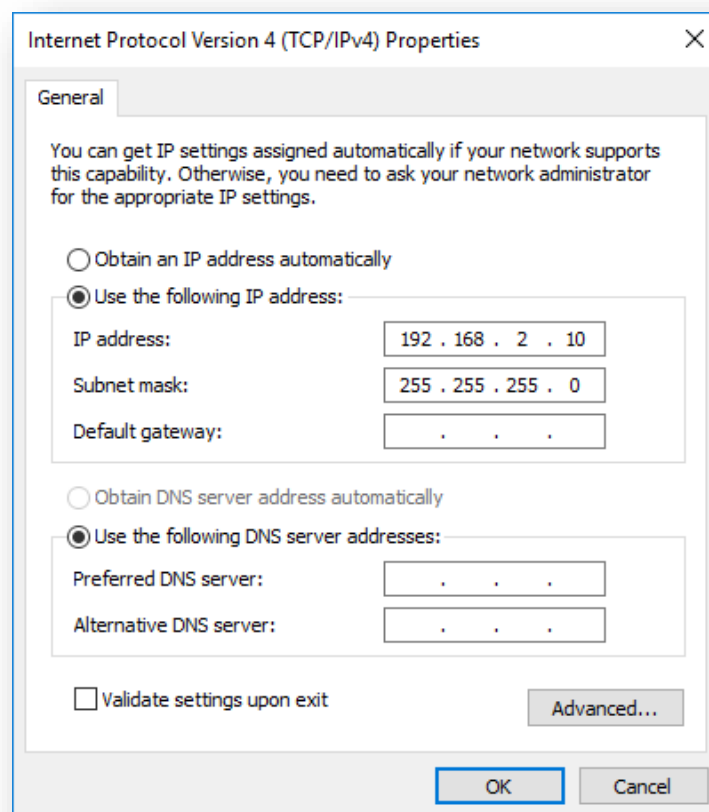 Internet Protocol Version 4 (TCP/IPv4) Properties
General
You can get IP settings assigned automatically if your network supports
this capability. Otherwise, you need to ask your network administrator
for the appropriate IP settings.
Obtain an IP address automatically
Use the following IP address:
IP address: 192 . 168 . 2 . 10
Subnet mask: 255 . 255 . 255 . 0
Default gateway: . . .
Obtain DNS server address automatically
Use the following DNS server addresses:
Preferred DNS server: . . .
Alternative DNS server: . . .
Validate settings upon exit
Advanced...
OK Cancel